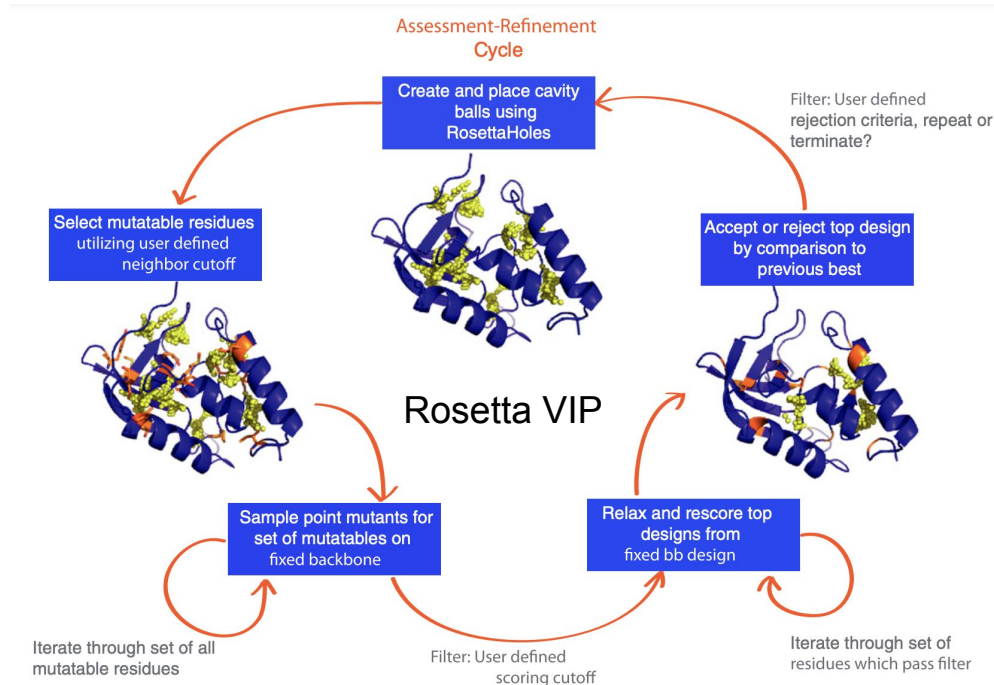 Assessment-Refinement
Cycle
Create and place cavity
balls using
RosettaHoles
Filter: User defined
rejection criteria, repeat or
terminate?
Select mutatable residues
utilizing user defined
neighbor cutoff
Accept or reject top design
by comparison to
previous best
Rosetta VIP
Sample point mutants for
set of mutatables on
fixed backbone
Relax and rescore top
designs from
fixed bb design
Iterate through set of all
mutatable residues
Filter: User defined
scoring cutoff
Iterate through set of
residues which pass filter